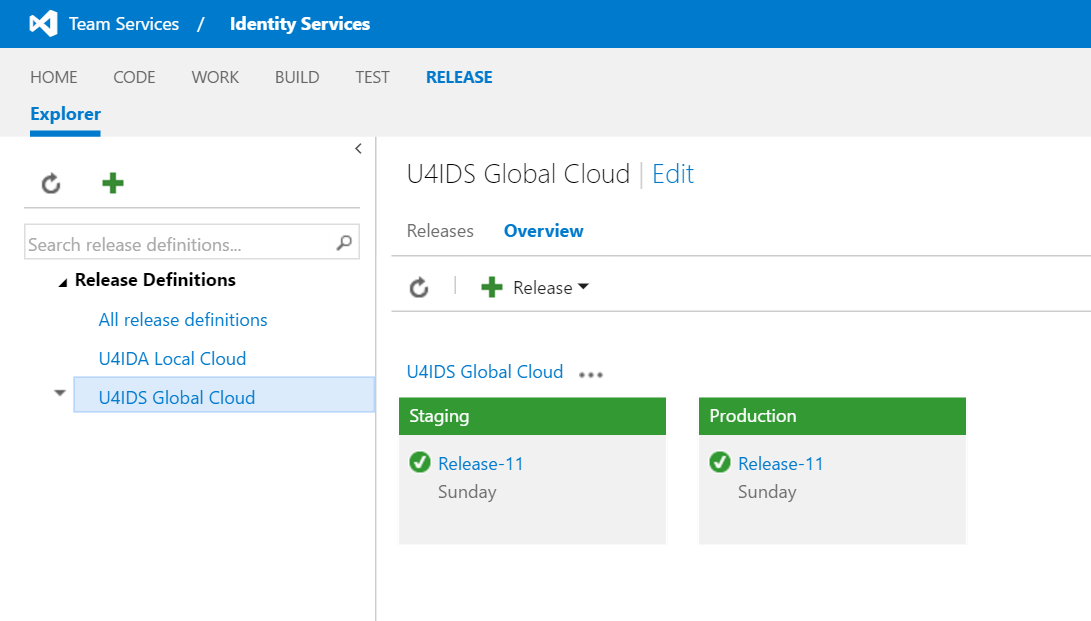 Team Services / Identity Services
HOME CODE WORK BUILD TEST RELEASE
Explorer
Search release definitions...
Release Definitions
All release definitions
U4IDA Local Cloud
U4IDS Global Cloud
U4IDS Global Cloud | Edit
Releases Overview
Release
U4IDS Global Cloud ...
Staging
Release-11
Sunday
Production
Release-11
Sunday